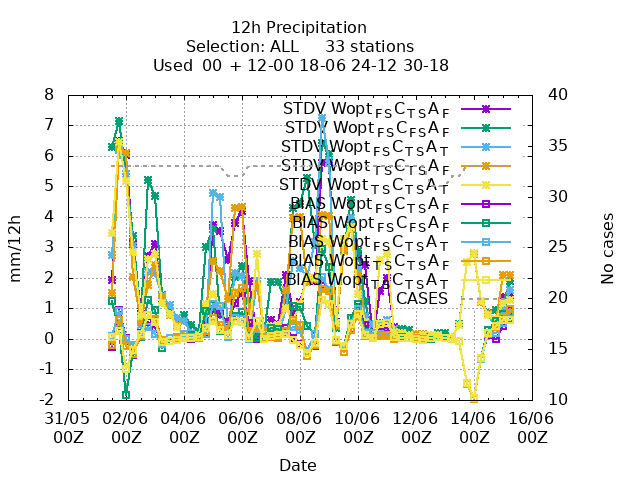 12h Precipitation
Selection: ALL 33 stations
Used 00 + 12-00 18-06 24-12 30-18
8 40
7
6 35
5
4 30
3
2 25
1 20
0
-1 15
-2 10
mm/12h
No cases
STDV Wopt FS C TS A F
STDV Wopt FS C FS A F
STDV Wopt FS C TS A T
STDV Wopt TS C TS A F
STDV Wopt TS C TS A T
BIAS Wopt FS C TS A F
BIAS Wopt FS C FS A F
BIAS Wopt FS C TS A T
BIAS Wopt TS C TS A F
BIAS Wopt TS C TS A T
CASES
31/05 02/06 04/06 06/06 08/06 10/06 12/06 14/06 16/06
00Z 00Z 00Z 00Z 00Z 00Z 00Z 00Z 00Z
Date